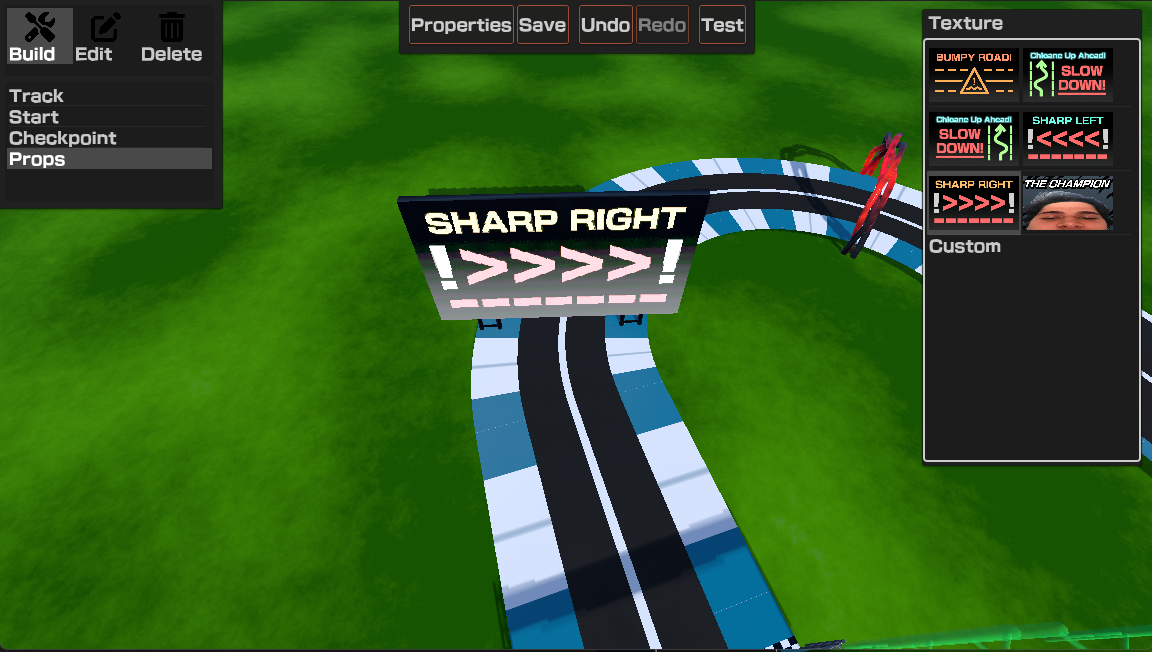 Build
Edit
Delete
Track
Start
Checkpoint
Props
Properties
Save
Undo
Redo
Test
Texture
BUMPY ROAD!
Chicane Up Ahead!
SLOW
DOWN!
Chicane Up Ahead!
SLOW
DOWN!
SHARP LEFT
!<<<<!
SHARP RIGHT
!>>>>!
THE CHAMPION
Custom
SHARP RIGHT
!>>>>!